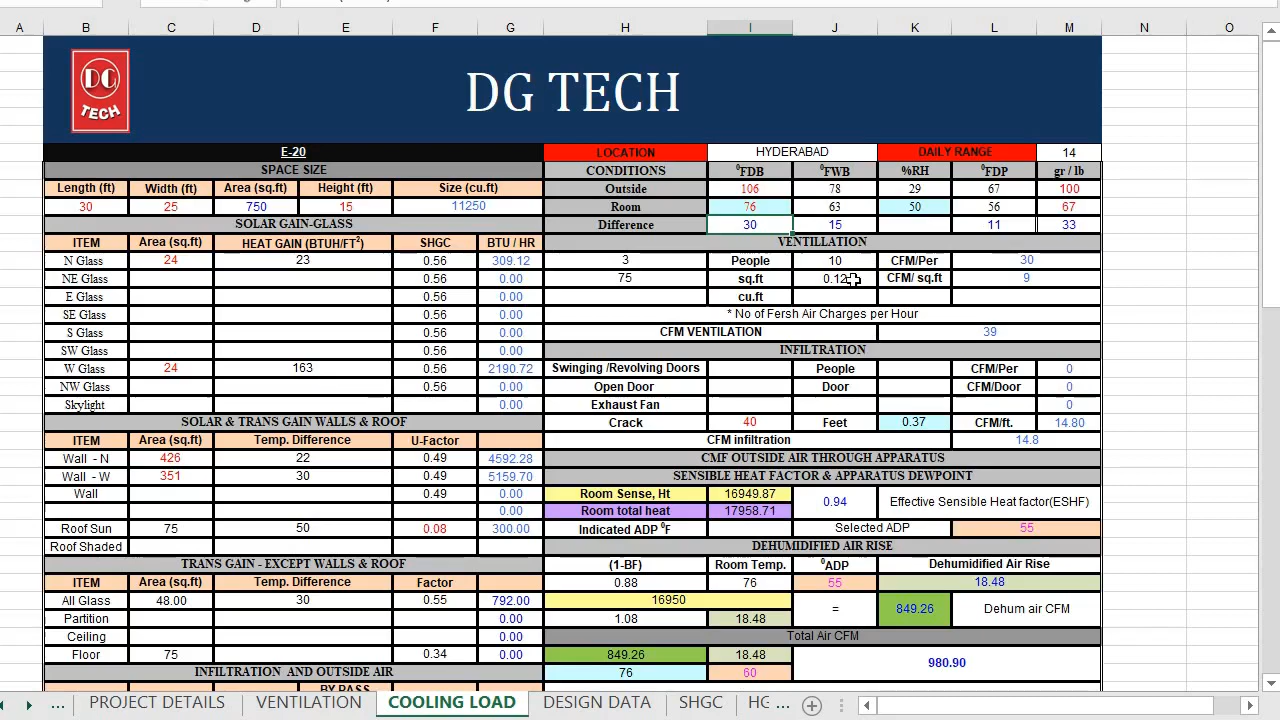 A B C D E F G H I J K L M N O
DG TECH
DG TECH
E-20 LOCATION HYDERABAD DAILY RANGE 14
SPACE SIZE CONDITIONS ⁰FDB ⁰FWB %RH ⁰FDP gr / lb
Length (ft) Width (ft) Area (sq.ft) Height (ft) Size (cu.ft) Outside 106 78 29 67 100
30 25 750 15 11250 Room 76 63 50 56 67
SOLAR GAIN-GLASS Difference 30 15 11 33
ITEM Area (sq.ft) HEAT GAIN (BTUH/FT²) SHGC BTU / HR VENTILLATION
N Glass 24 23 0.56 309.12 3 People 10 CFM/Per 30
NE Glass 0.56 0.00 75 sq.ft 0.12 CFM/ sq.ft 9
E Glass 0.56 0.00 cu.ft
SE Glass 0.56 0.00 * No of Fersh Air Charges per Hour
S Glass 0.56 0.00 CFM VENTILATION 39
SW Glass 0.56 0.00 INFILTRATION
W Glass 24 163 0.56 2190.72 Swinging /Revolving Doors People CFM/Per 0
NW Glass 0.56 0.00 Open Door Door CFM/Door 0
Skylight 0.00 Exhaust Fan 0
SOLAR & TRANS GAIN WALLS & ROOF Crack 40 Feet 0.37 CFM/ft. 14.80
ITEM Area (sq.ft) Temp. Difference U-Factor CFM infiltration 14.8
Wall - N 426 22 0.49 4592.28 CMF OUTSIDE AIR THROUGH APPARATUS
Wall - W 351 30 0.49 5159.70 SENSIBLE HEAT FACTOR & APPARATUS DEWPOINT
Wall 0.49 0.00 Room Sense, Ht 16949.87 0.94 Effective Sensible Heat factor(ESHF)
0.00 Room total heat 17958.71
Roof Sun 75 50 0.08 300.00 Indicated ADP ⁰F Selected ADP 55
Roof Shaded DEHUMIDIFIED AIR RISE
TRANS GAIN - EXCEPT WALLS & ROOF (1-BF) Room Temp. ⁰ADP Dehumidified Air Rise
ITEM Area (sq.ft) Temp. Difference Factor 0.88 76 55 18.48
All Glass 48.00 30 0.55 792.00 16950 = 849.26 Dehum air CFM
Partition 0.00 1.08 18.48
Ceiling 0.00 Total Air CFM
Floor 75 0.34 0.00 849.26 18.48 980.90
INFILTRATION AND OUTSIDE AIR 76 60
BY PASS
... PROJECT DETAILS VENTILATION COOLING LOAD DESIGN DATA SHGC HG ...